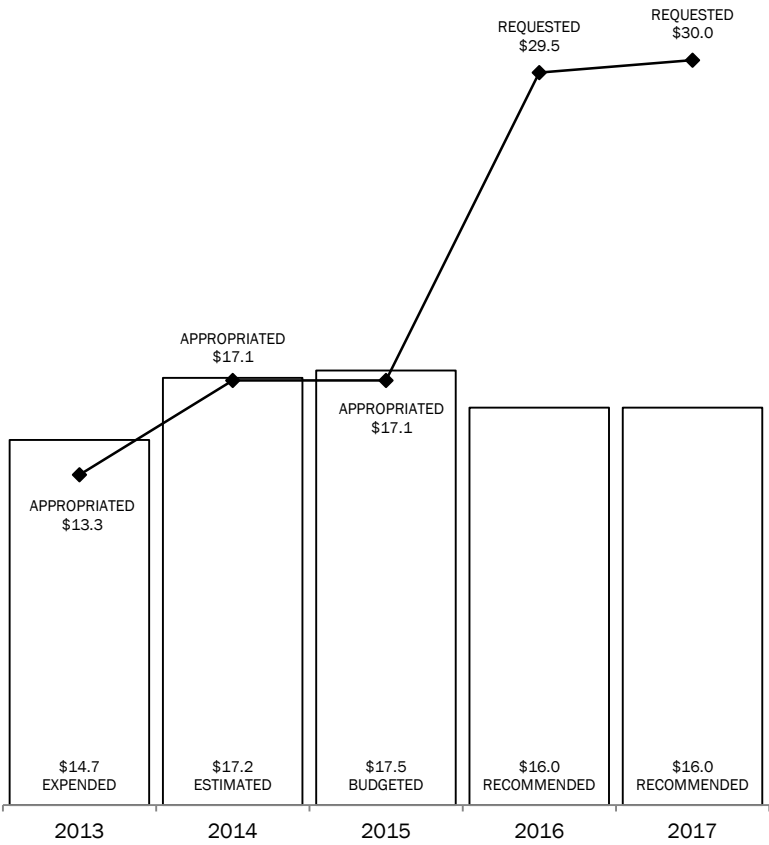 REQUESTED
$29.5
REQUESTED
$30.0
APPROPRIATED
$17.1
APPROPRIATED
$17.1
APPROPRIATED
$13.3
$14.7
EXPENDED
$17.2
ESTIMATED
$17.5
BUDGETED
$16.0
RECOMMENDED
$16.0
RECOMMENDED
2013
2014
2015
2016
2017